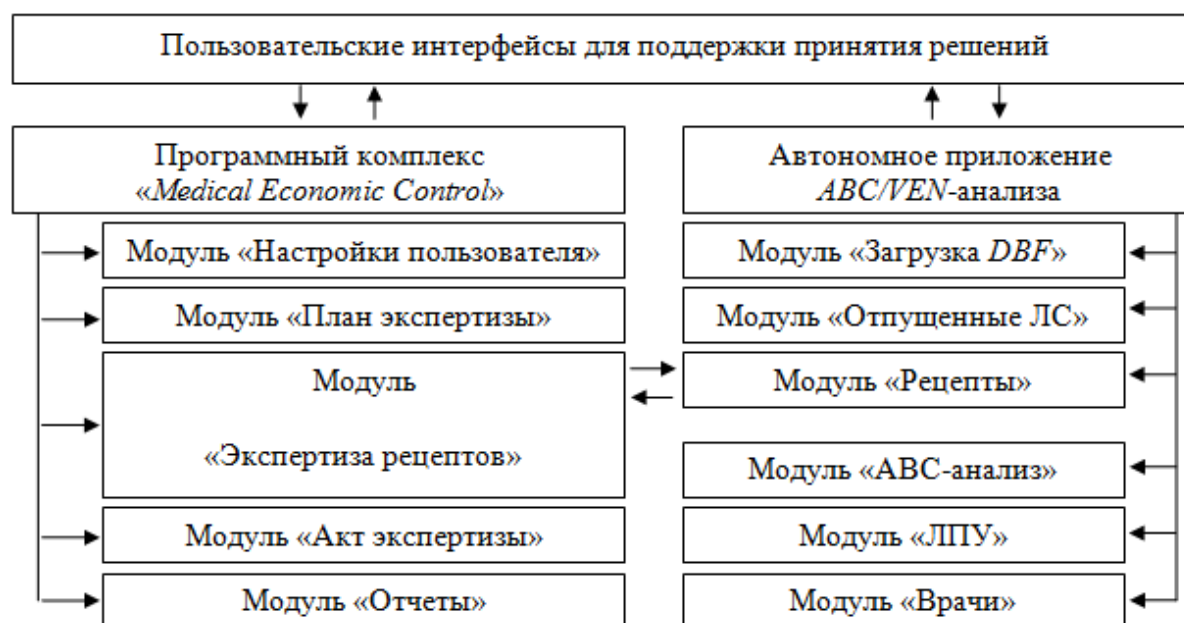 Пользовательские интерфейсы для поддержки принятия решений
Программный комплекс
«Medical Economic Control»
Модуль «Настройки пользователя»
Модуль «План экспертизы»
Модуль
«Экспертиза рецептов»
Модуль «Акт экспертизы»
Модуль «Отчеты»
Автономное приложение
ABC/VEN-анализа
Модуль «Загрузка DBF»
Модуль «Отпущенные ЛС»
Модуль «Рецепты»
Модуль «АВС-анализ»
Модуль «ЛПУ»
Модуль «Врачи»